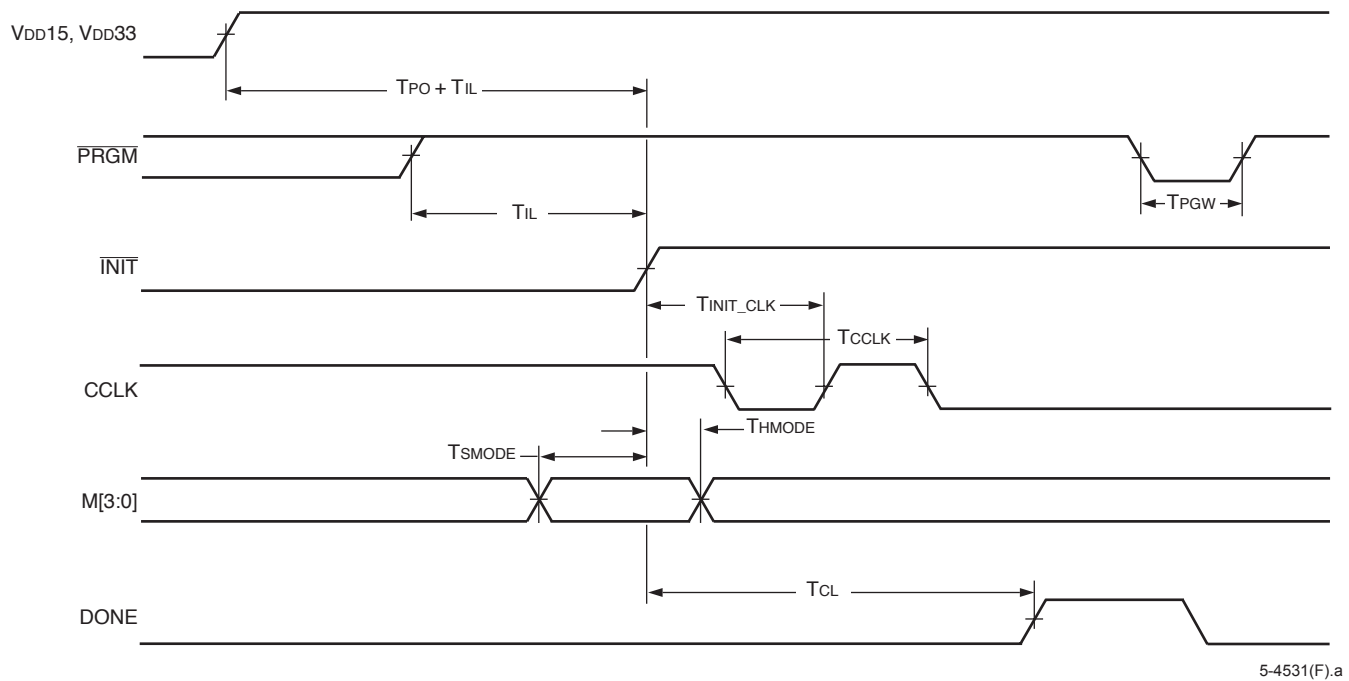 VDD15, VDD33
TPO + TIL
PRGM
TIL
TPGW
INIT
TINIT_CLK
TCCLK
CCLK
THMODE
TSMODE
M[3:0]
TCL
DONE
5-4531(F).a